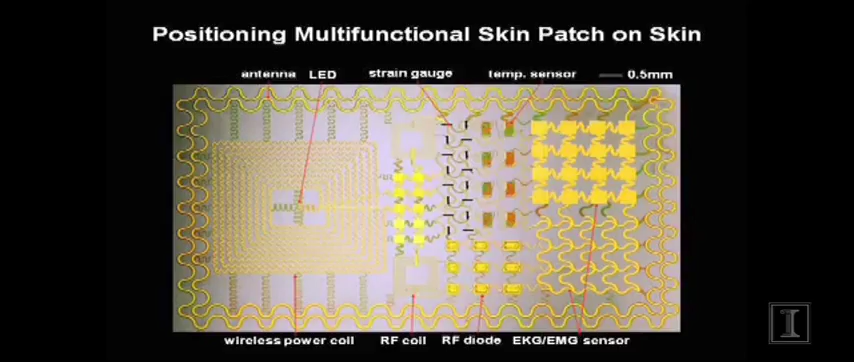 Positioning Multifunctional Skin Patch on Skin
antenna LED strain gauge temp. sensor 0.5mm
wireless power coil RF coil RF diode EKG/EMG sensor
I